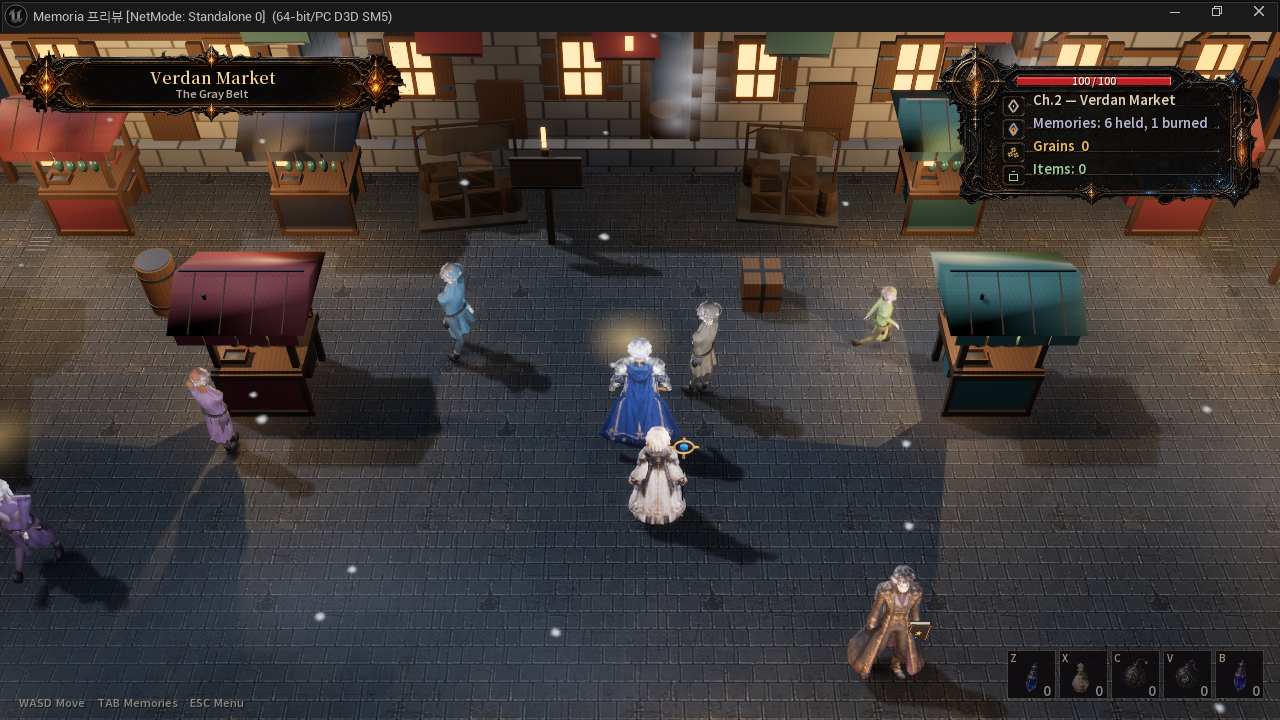 Memoria 프리뷰 [NetMode: Standalone 0] (64-bit/PC D3D SM5)
Verdan Market
The Gray Belt
100 / 100
Ch.2 — Verdan Market
Memories: 6 held, 1 burned
Grains 0
Items: 0
Z X C V B
0 0 0 0 0
WASD Move TAB Memories ESC Menu